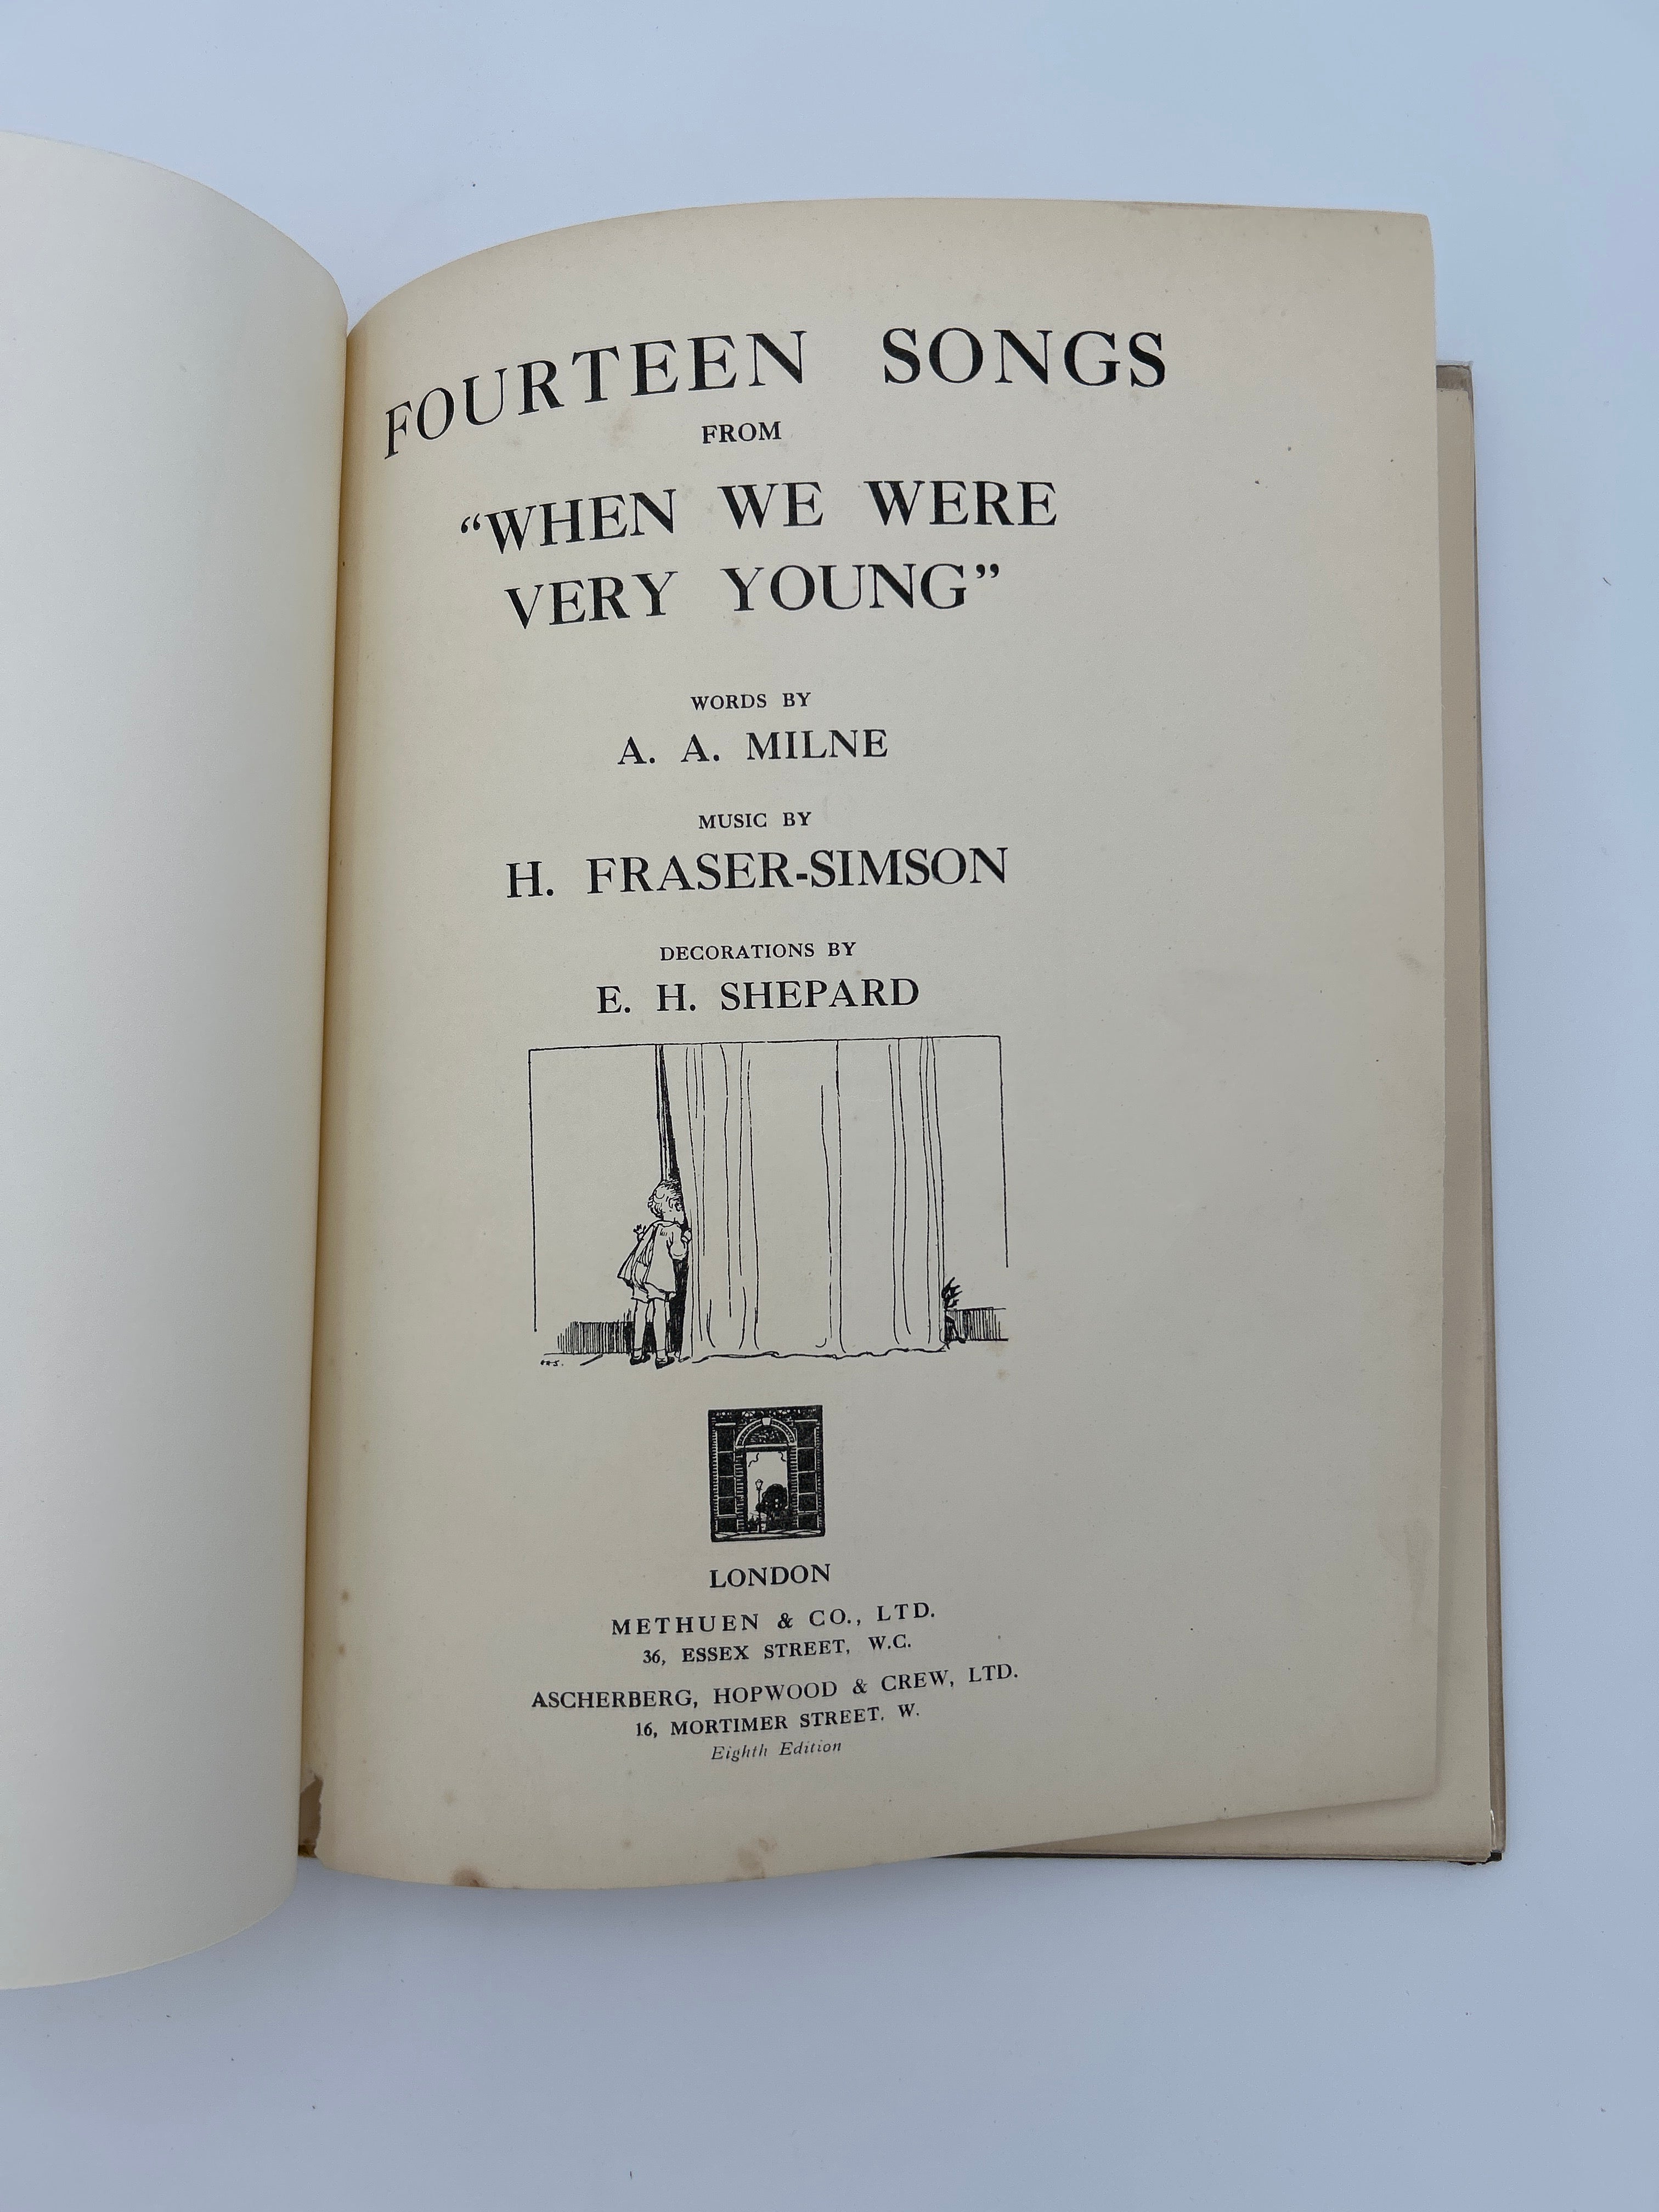 FOURTEEN SONGS
FROM
“WHEN WE WERE
VERY YOUNG”
WORDS BY
A. A. MILNE
MUSIC BY
H. FRASER-SIMSON
DECORATIONS BY
E. H. SHEPARD
LONDON
METHUEN & CO., LTD.
36, ESSEX STREET, W.C.
ASCHERBERG, HOPWOOD & CREW, LTD.
16, MORTIMER STREET, W.
Eighth Edition